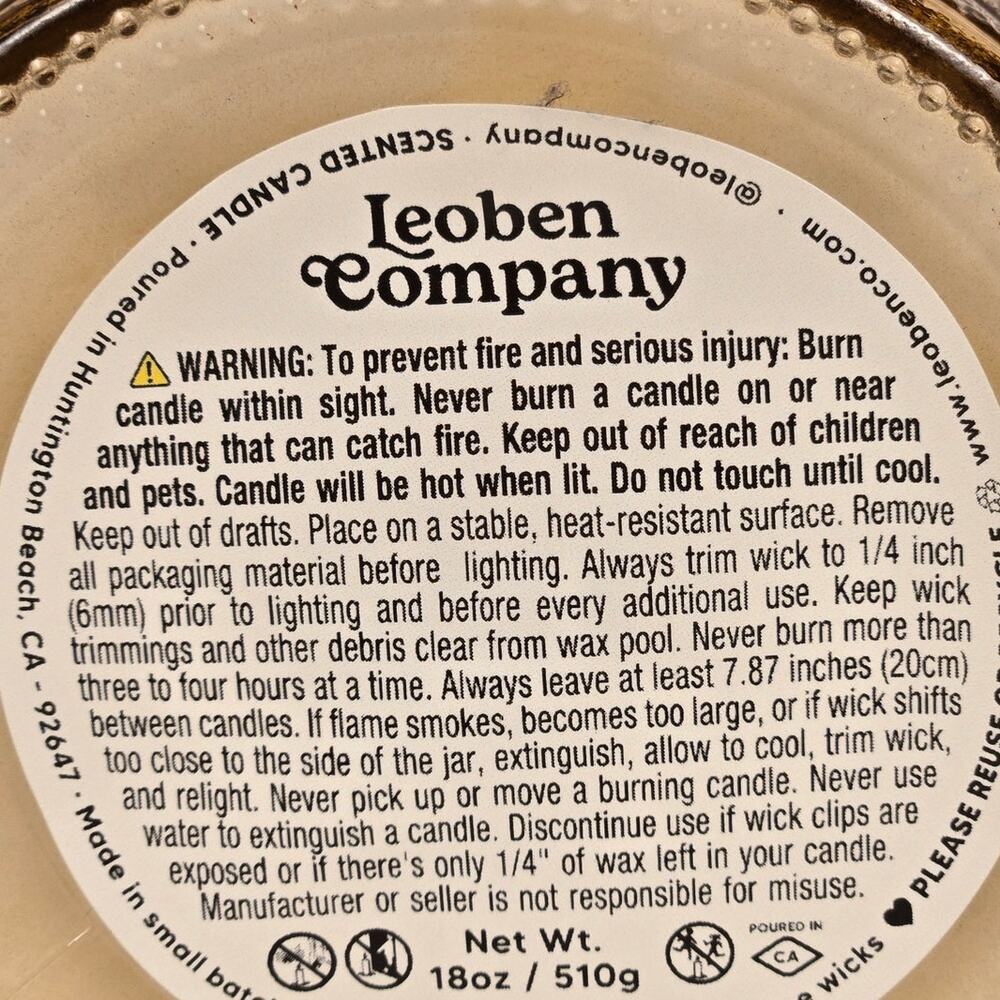 Leoben
Company
WARNING: To prevent fire and serious injury: Burn
candle within sight. Never burn a candle on or near
anything that can catch fire. Keep out of reach of children
and pets. Candle will be hot when lit. Do not touch until cool.
Keep out of drafts. Place on a stable, heat-resistant surface. Remove
all packaging material before lighting. Always trim wick to 1/4 inch
(6mm) prior to lighting and before every additional use. Keep wick
trimmings and other debris clear from wax pool. Never burn more than
three to four hours at a time. Always leave at least 7.87 inches (20cm)
between candles. If flame smokes, becomes too large, or if wick shifts
too close to the side of the jar, extinguish, allow to cool, trim wick,
and relight. Never pick up or move a burning candle. Never use
water to extinguish a candle. Discontinue use if wick clips are
exposed or if there's only 1/4" of wax left in your candle.
Manufacturer or seller is not responsible for misuse.
Net Wt.
18oz / 510g
POURED IN
CA
www.leobenco.com · @leobencompany · SCENTED CANDLE · Poured in Huntington Beach, CA - 92647 · Made in small
wicks ♥ PLEASE REUSE